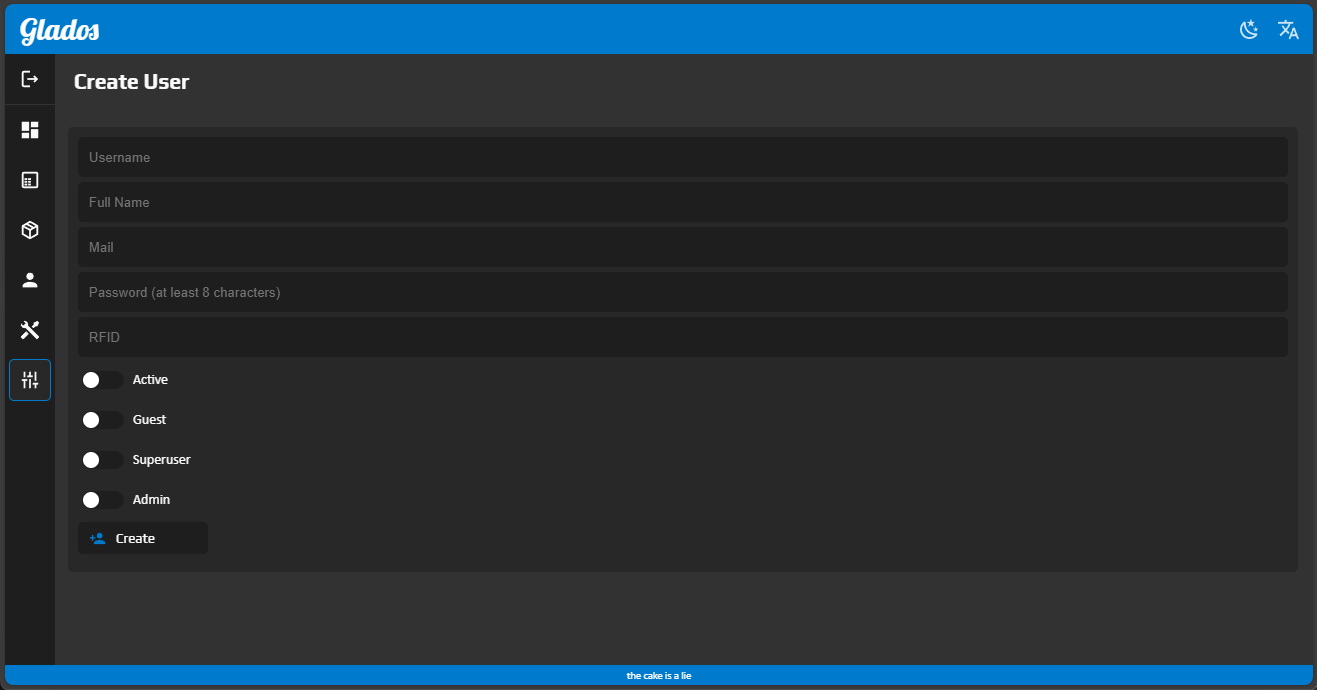 Glados
Create User
Username
Full Name
Mail
Password (at least 8 characters)
RFID
Active
Guest
Superuser
Admin
Create
the cake is a lie